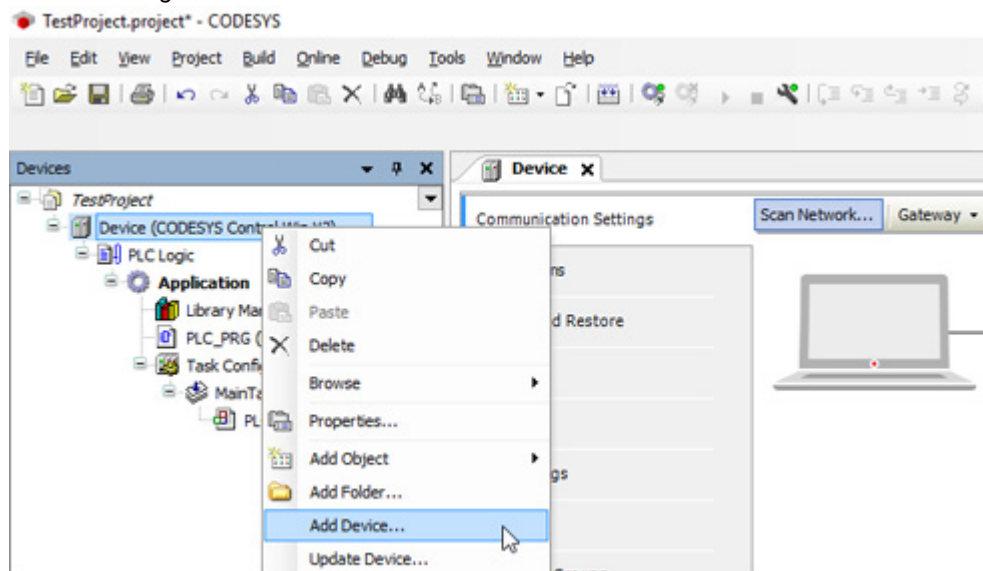 TestProject.project* - CODESYS
File Edit View Project Build Online Debug Tools Window Help
Devices
Device
TestProject
Device (CODESYS Control Win V3)
Communication Settings
Scan Network...
Gateway
PLC Logic
Application
Library Ma
PLC_PRG (
Task Confi
MainTa
PL
Cut
Copy
Paste
Delete
Browse
Properties...
Add Object
Add Folder...
Add Device...
Update Device...
ns
d Restore
gs